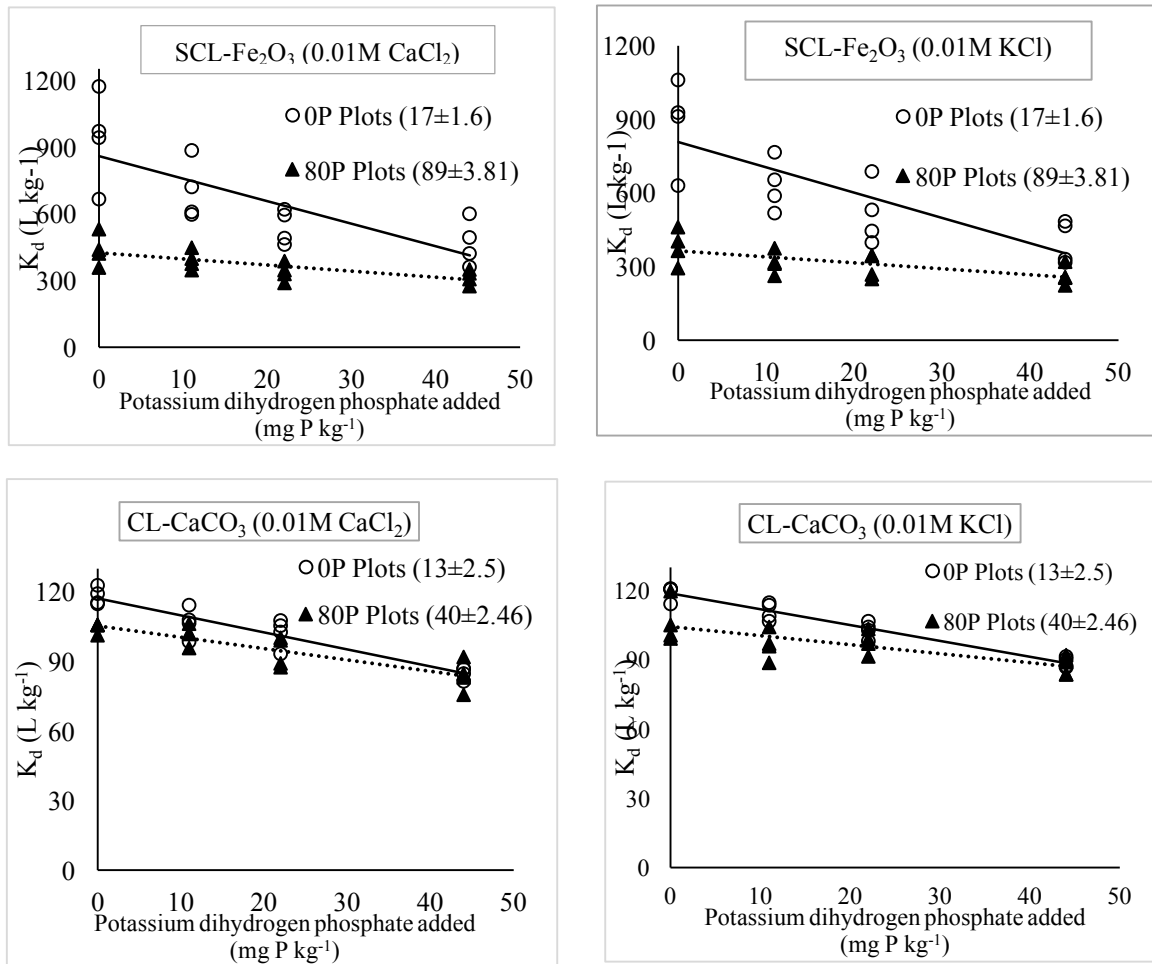 SCL-Fe₂O₃ (0.01M CaCl₂)
0P Plots (17±1.6)
80P Plots (89±3.81)
K_d (L kg-1)
1200
900
600
300
0
0 10 20 30 40 50
Potassium dihydrogen phosphate added
(mg P kg⁻¹)
SCL-Fe₂O₃ (0.01M KCl)
0P Plots (17±1.6)
80P Plots (89±3.81)
K_d (L kg-1)
1200
900
600
300
0
0 10 20 30 40 50
Potassium dihydrogen phosphate added
(mg P kg⁻¹)
CL-CaCO₃ (0.01M CaCl₂)
0P Plots (13±2.5)
80P Plots (40±2.46)
K_d (L kg⁻¹)
120
90
60
30
0
0 10 20 30 40 50
Potassium dihydrogen phosphate added
(mg P kg⁻¹)
CL-CaCO₃ (0.01M KCl)
0P Plots (13±2.5)
80P Plots (40±2.46)
K_d (L kg⁻¹)
120
90
60
30
0
0 10 20 30 40 50
Potassium dihydrogen phosphate added
(mg P kg⁻¹)